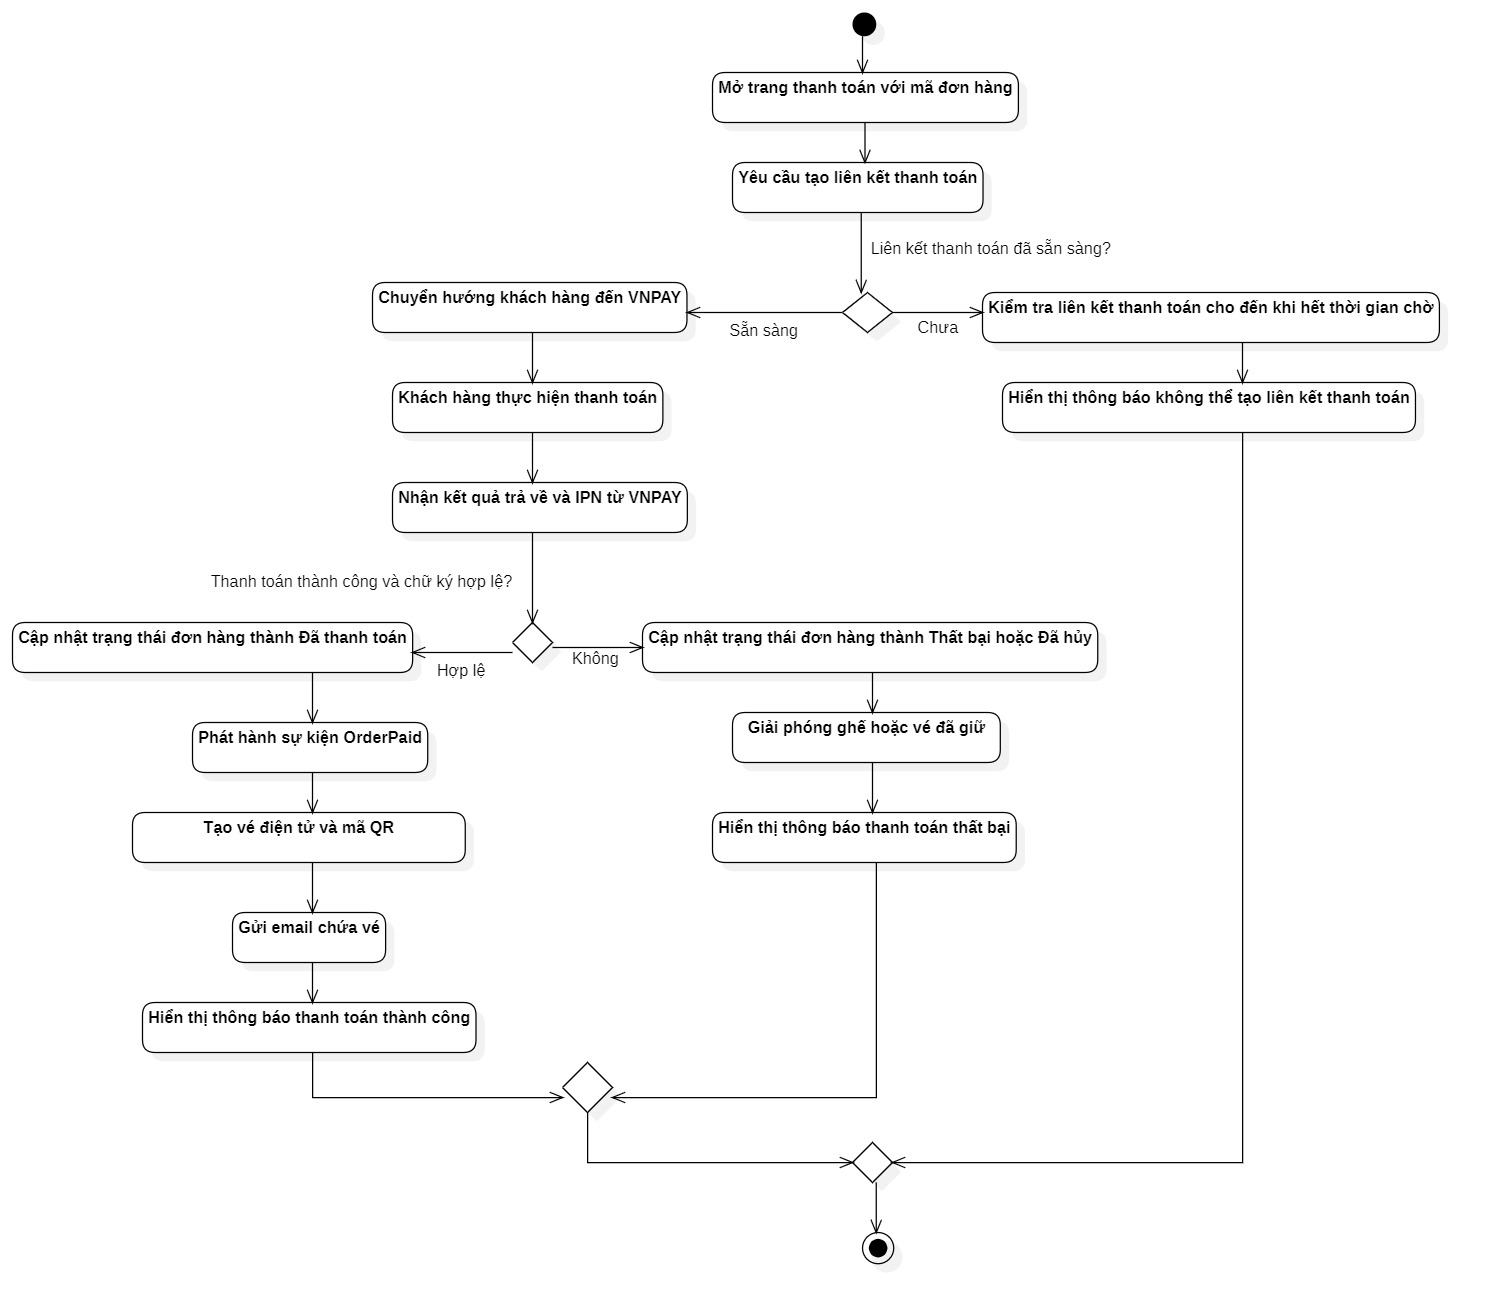 Mở trang thanh toán với mã đơn hàng
Yêu cầu tạo liên kết thanh toán
Liên kết thanh toán đã sẵn sàng?
Chuyển hướng khách hàng đến VNPAY
Sẵn sàng
Chưa
Kiểm tra liên kết thanh toán cho đến khi hết thời gian chờ
Khách hàng thực hiện thanh toán
Hiển thị thông báo không thể tạo liên kết thanh toán
Nhận kết quả trả về và IPN từ VNPAY
Thanh toán thành công và chữ ký hợp lệ?
Cập nhật trạng thái đơn hàng thành Đã thanh toán
Hợp lệ
Không
Cập nhật trạng thái đơn hàng thành Thất bại hoặc Đã hủy
Phát hành sự kiện OrderPaid
Giải phóng ghế hoặc vé đã giữ
Tạo vé điện tử và mã QR
Hiển thị thông báo thanh toán thất bại
Gửi email chứa vé
Hiển thị thông báo thanh toán thành công